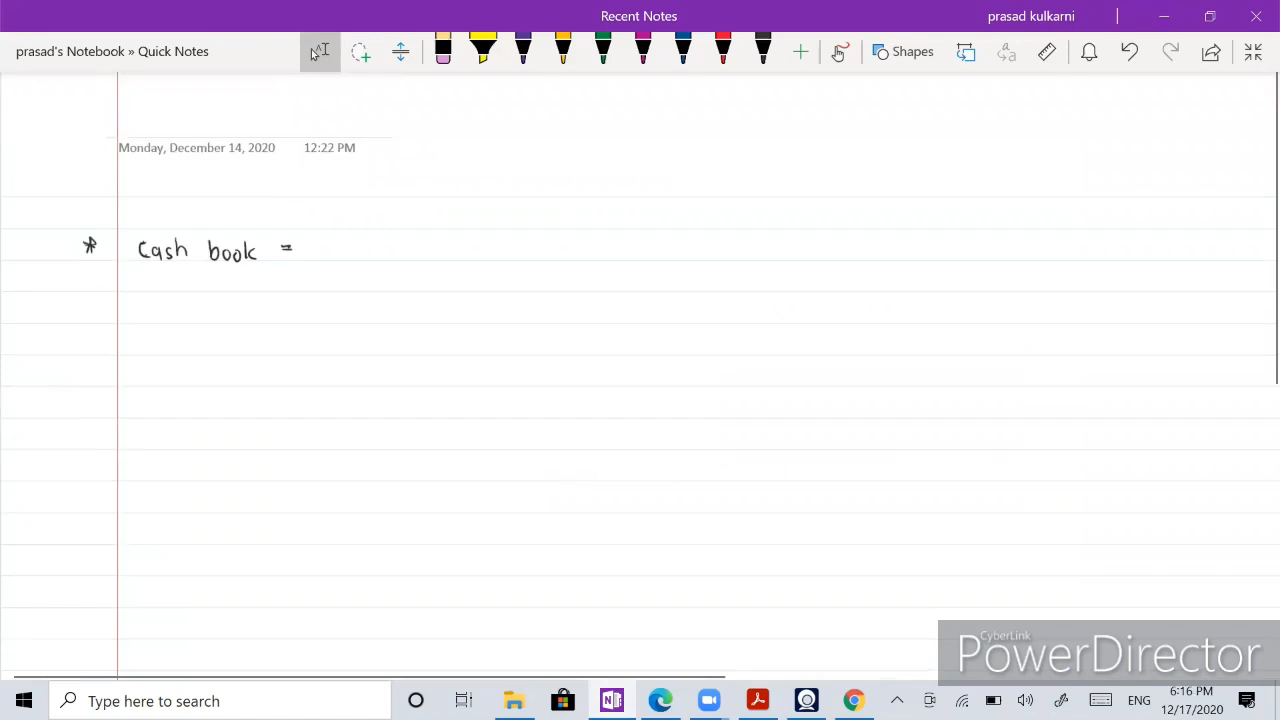 Recent Notes
prasad kulkarni
prasad's Notebook » Quick Notes
Shapes
Monday, December 14, 2020 12:22 PM
* Cash book =
CyberLink
PowerDirector
Type here to search
ENG
6:16 PM
12/17/2020